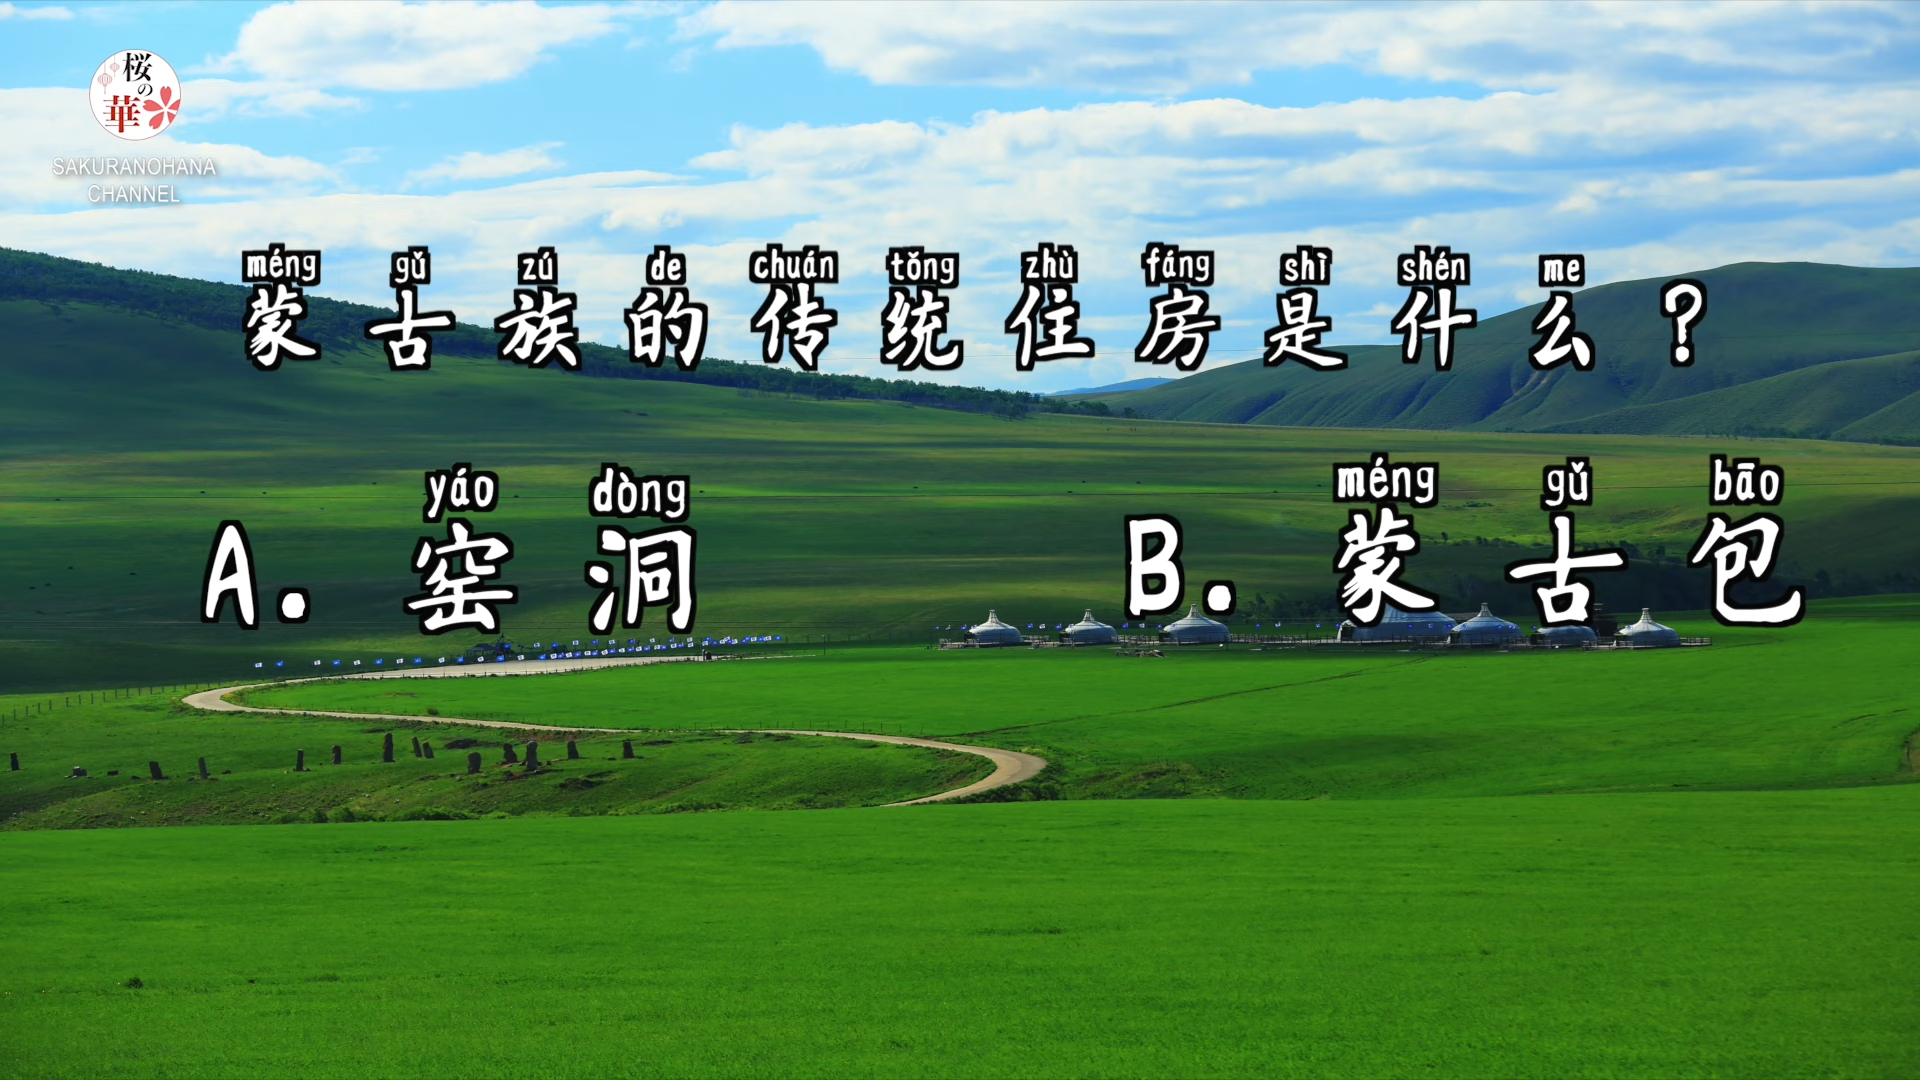 桜の華
SAKURANOHANA
CHANNEL
méng gǔ zú de chuán tǒng zhù fáng shì shén me
蒙古族的传统住房是什么？
yáo dòng
A. 窑洞
méng gǔ bāo
B. 蒙古包